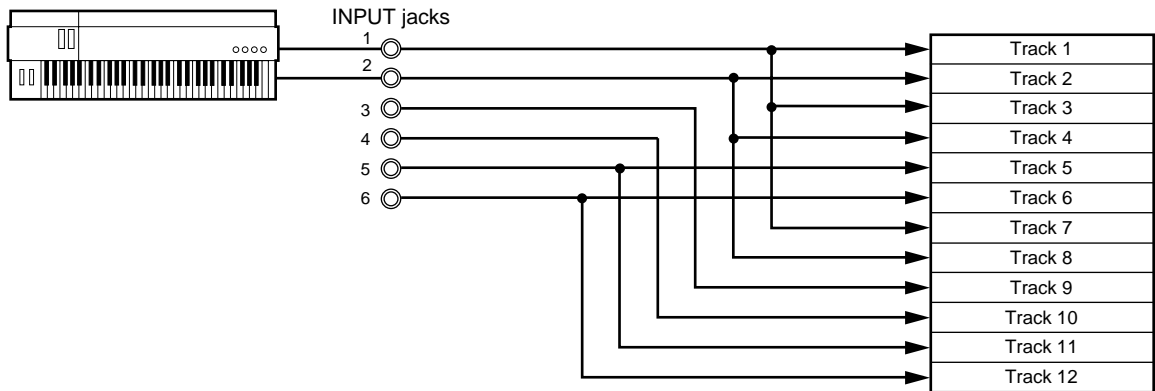 INPUT jacks
1
2
3
4
5
6
Track 1
Track 2
Track 3
Track 4
Track 5
Track 6
Track 7
Track 8
Track 9
Track 10
Track 11
Track 12